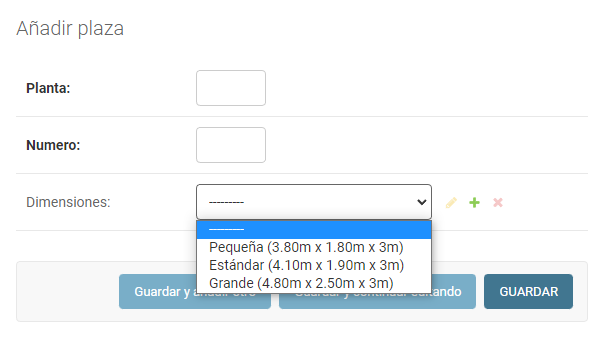 Añadir plaza
Planta:
Numero:
Dimensiones:
---------
---------
Pequeña (3.80m x 1.80m x 3m)
Estándar (4.10m x 1.90m x 3m)
Grande (4.80m x 2.50m x 3m)
Guardar y añadir otro
Guardar y continuar editando
GUARDAR